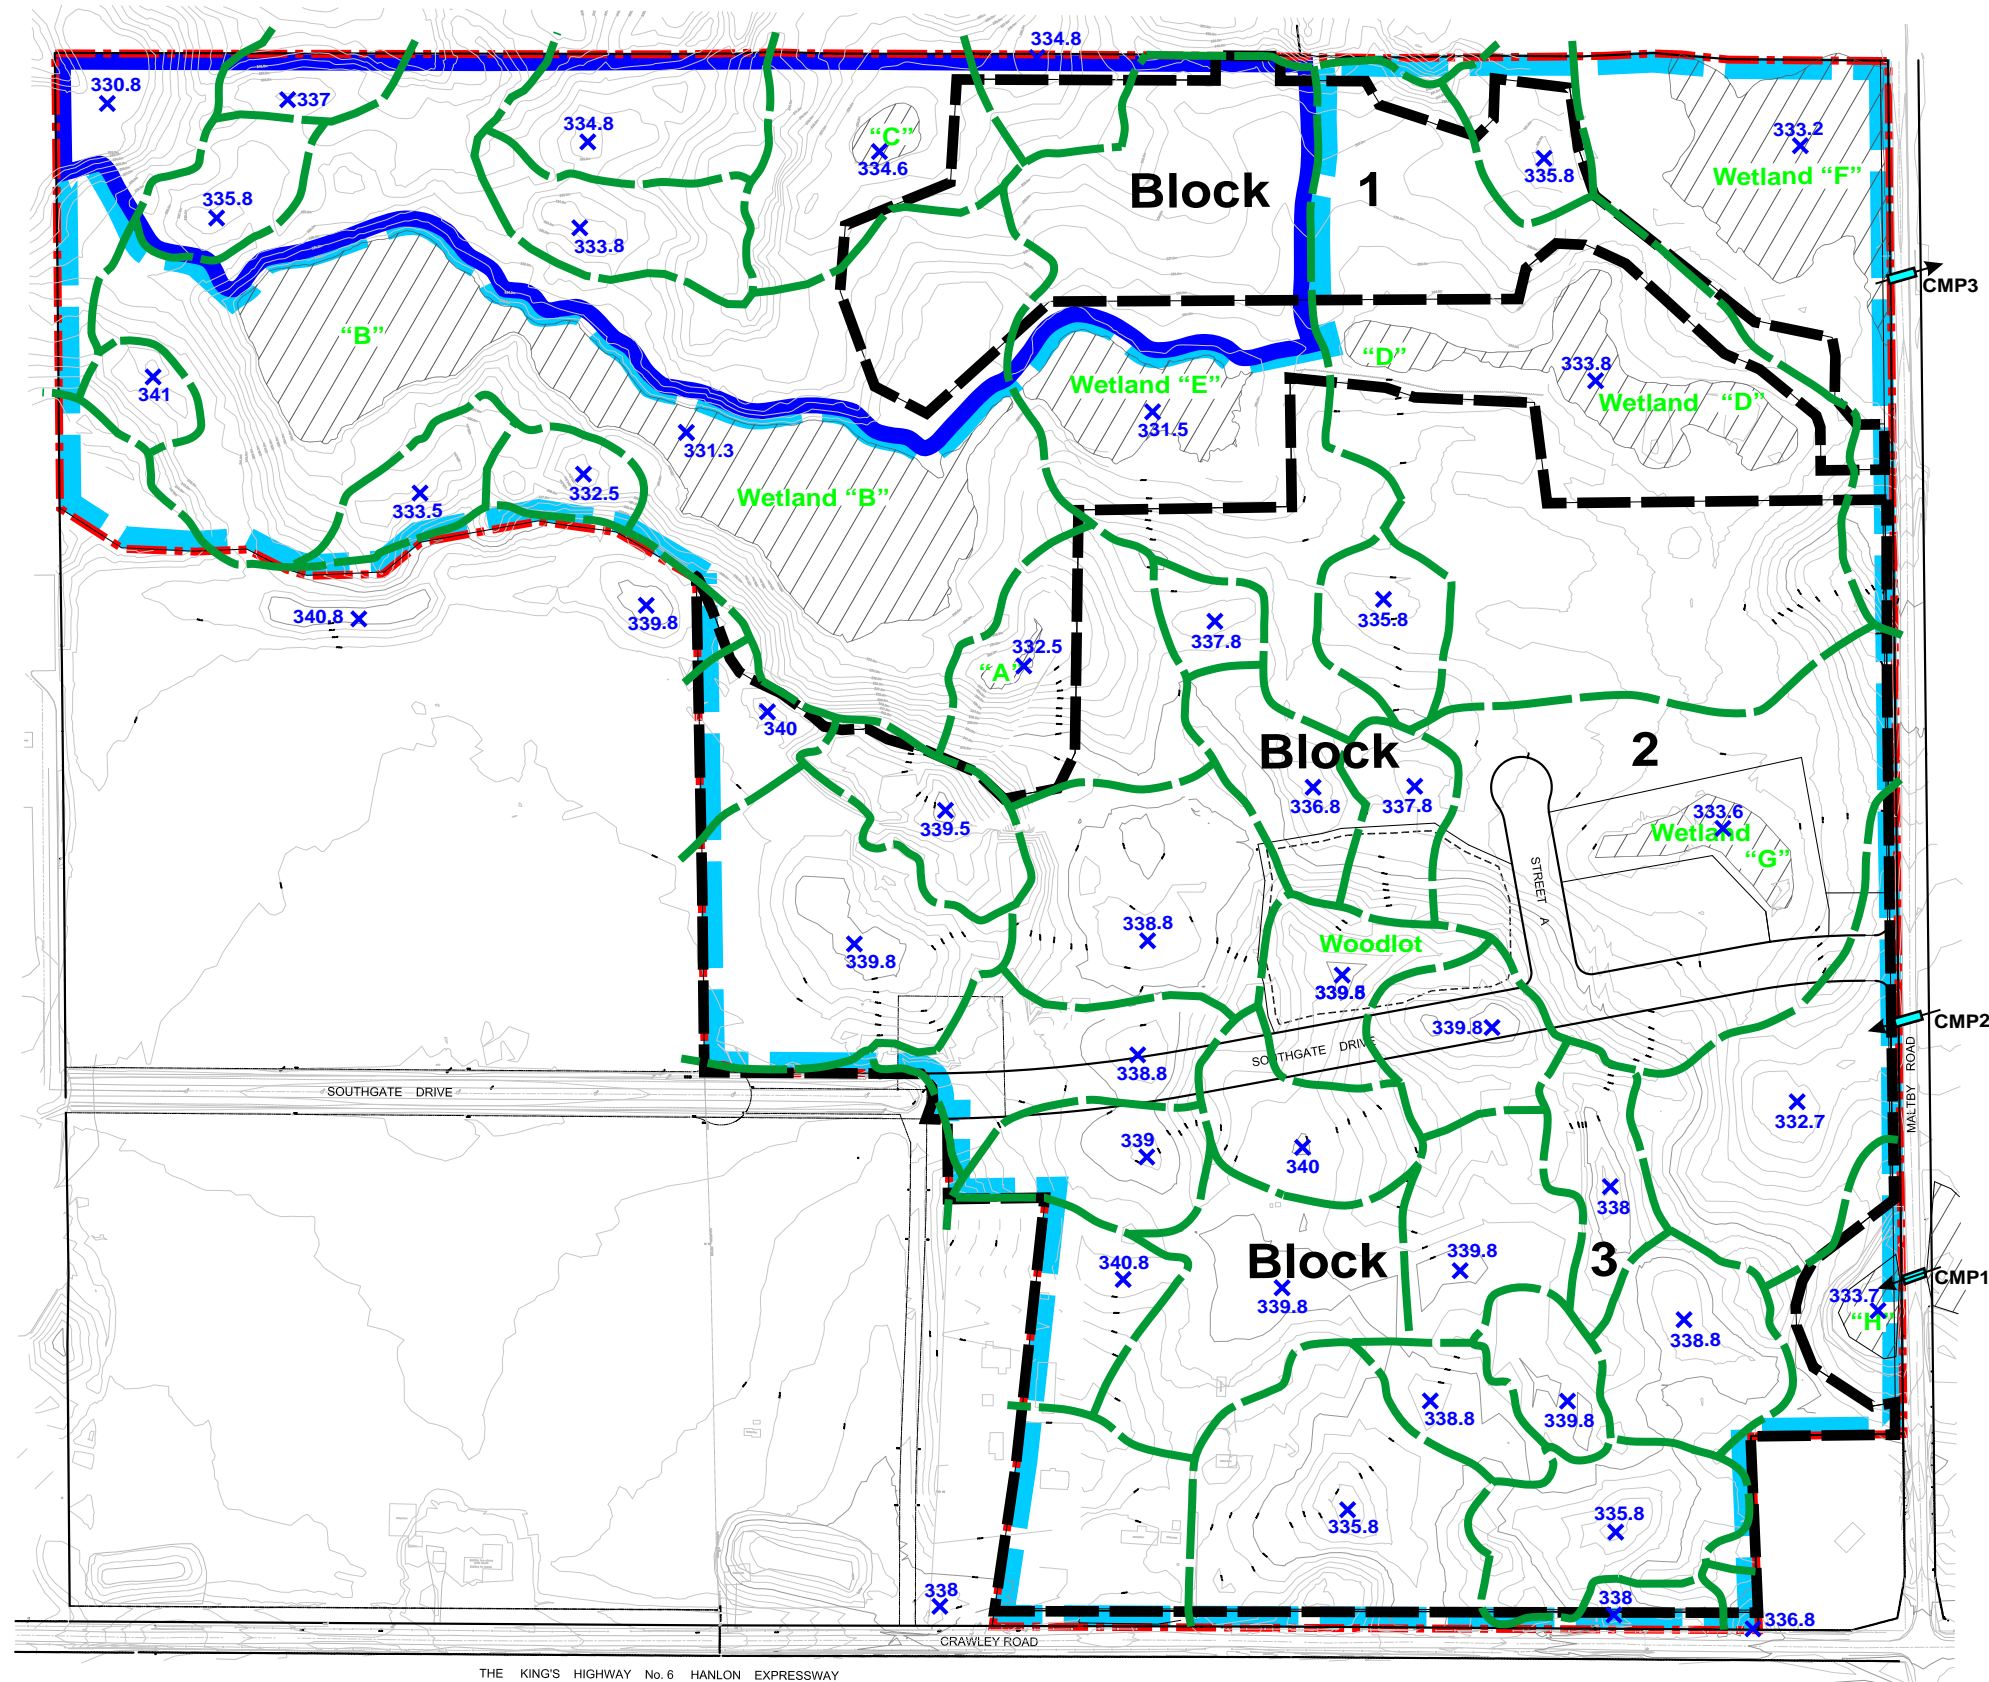 334.8
330.8
337
334.8
"C"
334.6
333.2
335.8
Wetland "F"
Block 1
335.8
333.8
CMP3
"B"
"D"
333.8
341
Wetland "E"
Wetland "D"
331.5
331.3
332.5
333.5
Wetland "B"
340.8
339.8
335.8
337.8
332.5
"A"
340
Block 2
336.8
337.8
333.6
339.5
Wetland
"G"
STREET A
338.8
Woodlot
339.8
339.8
339.8
CMP2
SOUTHGATE DRIVE
338.8
MALTBY ROAD
SOUTHGATE DRIVE
332.7
339
340
338
Block 3
339.8
340.8
CMP1
339.8
333.7
"H"
338.8
338.8
339.8
335.8
335.8
338
338
336.8
CRAWLEY ROAD
THE KING'S HIGHWAY No. 6 HANLON EXPRESSWAY